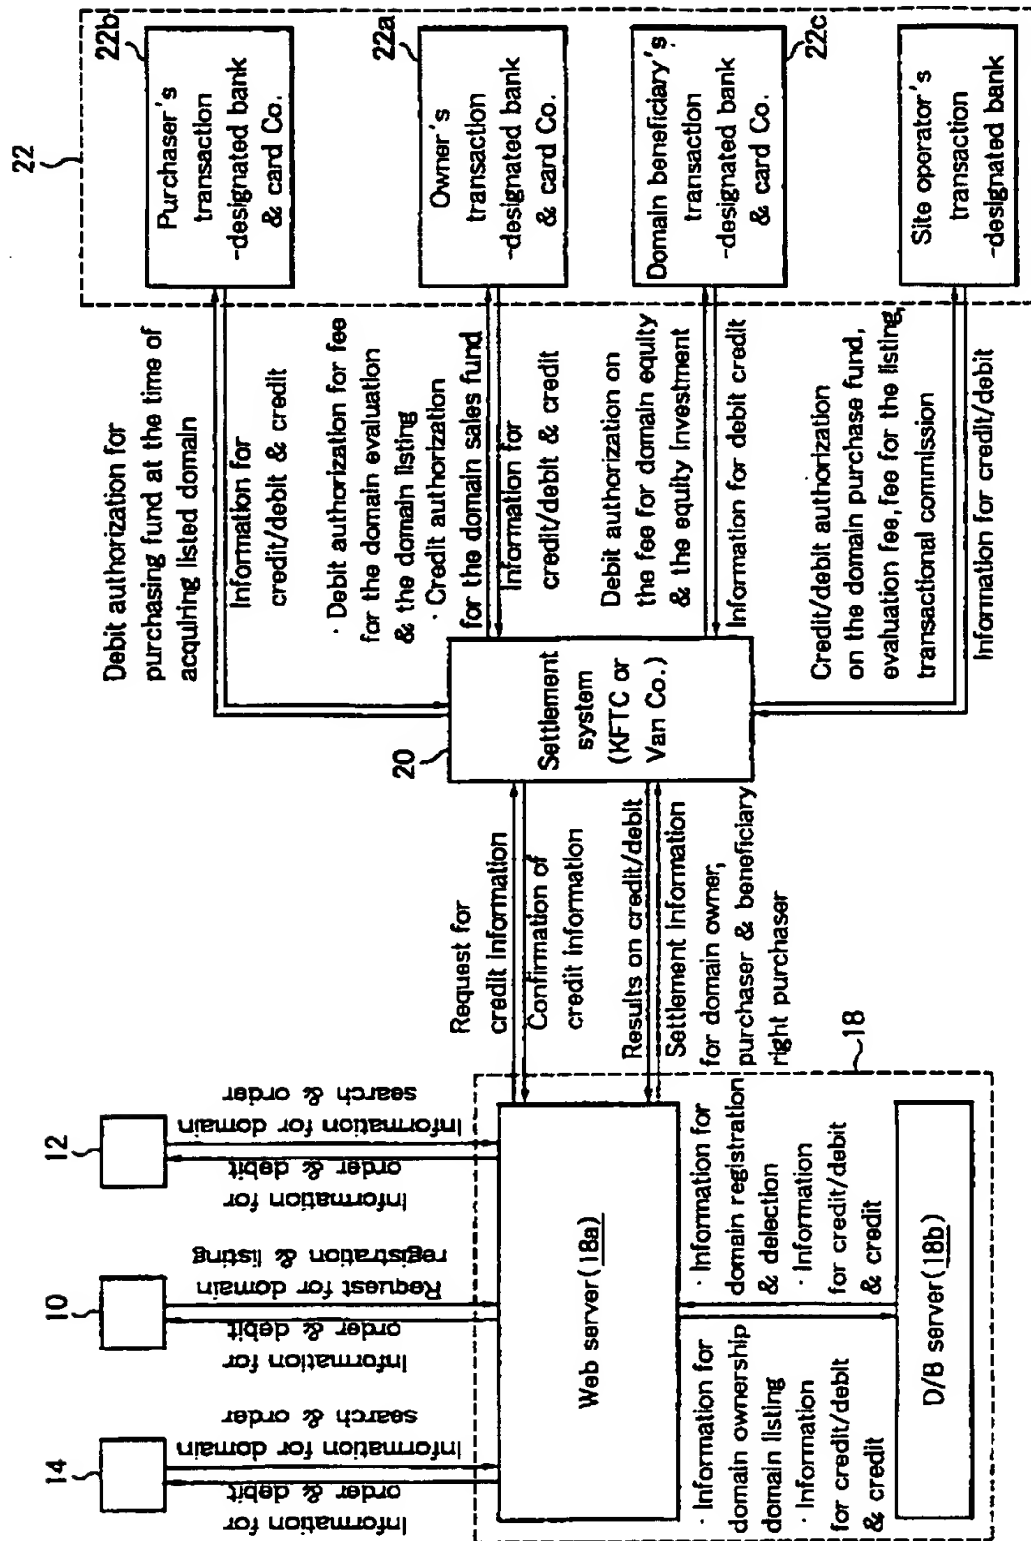 22
22b
Purchaser's
transaction
-designated bank
& card Co.
22a
Owner's
transaction
-designated bank
& card Co.
22c
Domain beneficiary's
transaction
-designated bank
& card Co.
Site operator's
transaction
-designated bank
Debit authorization for
purchasing fund at the time of
acquiring listed domain
Information for
credit/debit & credit
· Debit authorization for fee
for the domain evaluation
& the domain listing
· Credit authorization
for the domain sales fund
Information for
credit/debit & credit
Debit authorization on
the fee for domain equity
& the equity investment
Information for debit credit
Credit/debit authorization
on the domain purchase fund,
evaluation fee, fee for the listing,
transactional commission
Information for credit/debit
20
Settlement
system
(KFTC or
Van Co.)
Request for
credit information
Confirmation of
credit information
Results on credit/debit
Settlement Information
for domain owner,
purchaser & beneficiary
right purchaser
18
12
Information for domain
search & order
Information for
order & debit
10
Request for domain
registration & listing
Information for
order & debit
14
Information for domain
search & order
Information for
order & debit
Web server(18a)
· Information for
domain registration
& delection
· Information
for credit/debit
& credit
· Information for
domain ownership
domain listing
· Information
for credit/debit
& credit
D/B server(18b)